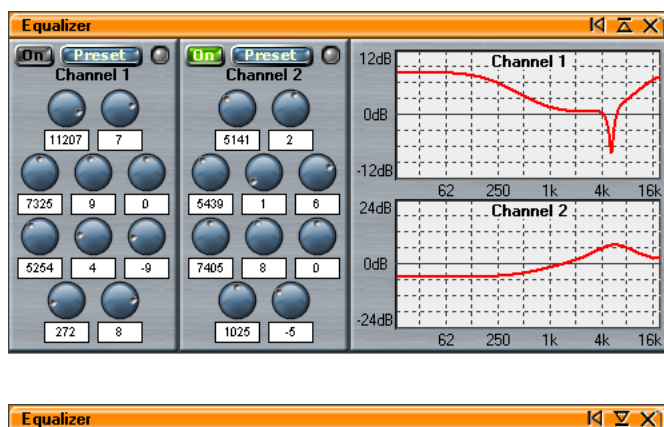 Equalizer
On Preset
Channel 1
11207 7
7325 9 0
5254 4 -9
272 8
On Preset
Channel 2
5141 2
5439 1 6
7405 8 0
1025 -5
Channel 1
12dB
0dB
-12dB
62 250 1k 4k 16k
Channel 2
24dB
0dB
-24dB
62 250 1k 4k 16k
Equalizer